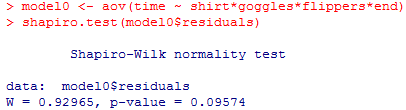 > model0 <- aov(time ~ shirt*goggles*flippers*end)
> shapiro.test(model0$residuals)
Shapiro-Wilk normality test
data:  model0$residuals
W = 0.92965, p-value = 0.09574